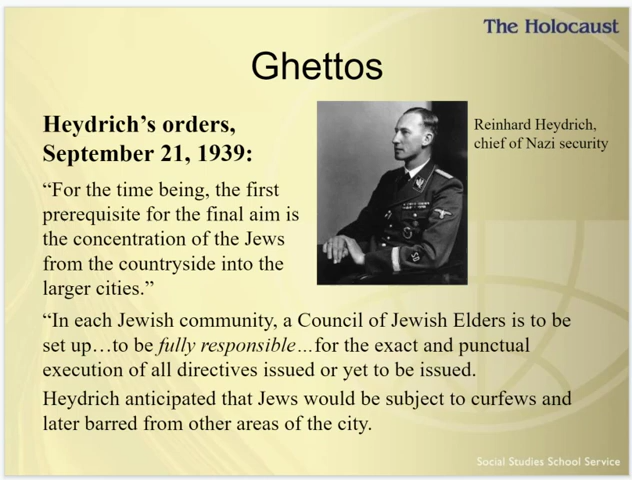 The Holocaust
Ghettos
Heydrich’s orders,
September 21, 1939:
Reinhard Heydrich,
chief of Nazi security
“For the time being, the first
prerequisite for the final aim is
the concentration of the Jews
from the countryside into the
larger cities.”
“In each Jewish community, a Council of Jewish Elders is to be
set up…to be fully responsible…for the exact and punctual
execution of all directives issued or yet to be issued.
Heydrich anticipated that Jews would be subject to curfews and
later barred from other areas of the city.
Social Studies School Service